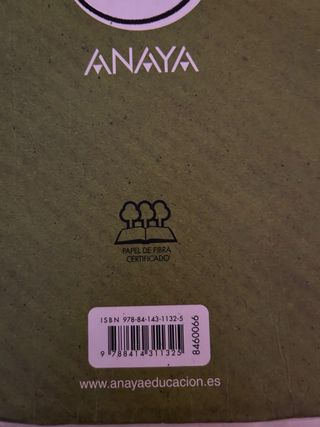 ANAYA
PAPEL DE FIBRA
CERTIFICADO
ISBN 978-84-143-1132-5
9 788414 311325
8460066
www.anayaeducacion.es